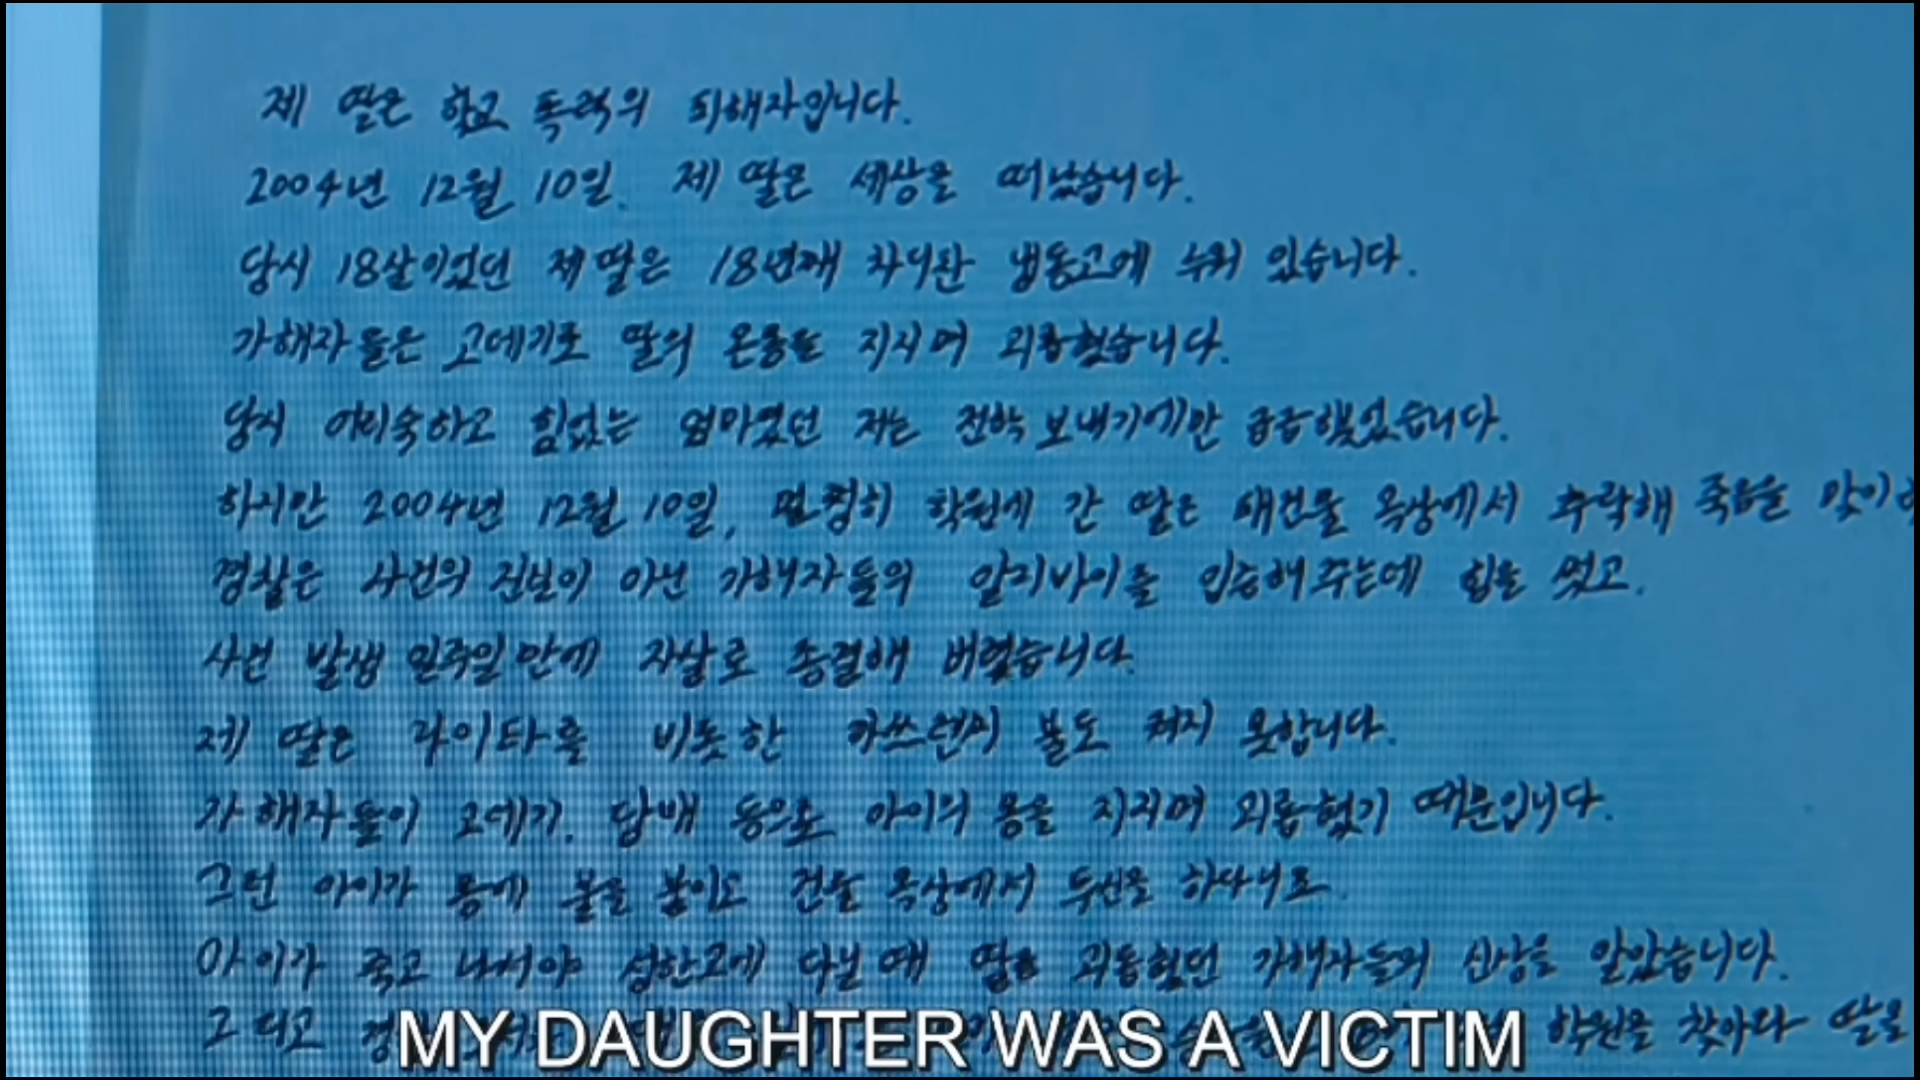 제 딸은 학교 폭력의 피해자입니다.
2004년 12월 10일. 제 딸은 세상을 떠났습니다.
당시 18살이었던 제 딸은 18년째 차디찬 냉동고에 누워 있습니다.
가해자들은 고데기로 딸의 온몸을 지지며 괴롭혔습니다.
당시 어리숙하고 힘없는 엄마였던 저는 전학 보내기에만 급급했었습니다.
하지만 2004년 12월 10일, 멀쩡히 학원에 간 딸은 새건물 옥상에서 추락해 죽음을 맞이
경찰은 사건의 진실이 아닌 가해자들의 알리바이를 입증해주는데 힘을 썼고.
사건 발생 일주일만에 자살로 종결해 버렸습니다.
제 딸은 라이타를 비롯한 까쓰렌지 불도 켜지 못합니다.
가해자들이 고데기. 담배 등으로 아이의 몸을 지지며 괴롭혔기 때문입니다.
그런 아이가 몸에 불을 붙이고 건물 옥상에서 투신을 하다니요.
아이가 죽고 나서야 성한고에 다닐 때 딸을 괴롭혔던 가해자들의 신상을 알았습니다.
그리고 학원을 찾아다 딸을
MY DAUGHTER WAS A VICTIM